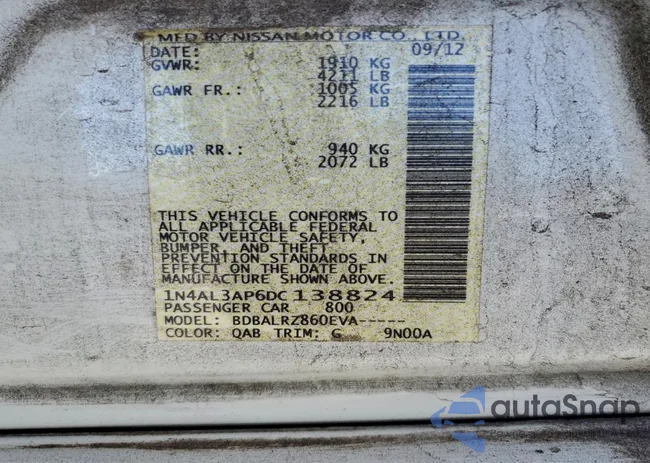 MFD BY NISSAN MOTOR CO., LTD.
DATE: 09/12
GVWR: 1910 KG
4211 LB
GAWR FR.: 1005 KG
2216 LB
GAWR RR.: 940 KG
2072 LB
THIS VEHICLE CONFORMS TO
ALL APPLICABLE FEDERAL
MOTOR VEHICLE SAFETY,
BUMPER, AND THEFT
PREVENTION STANDARDS IN
EFFECT ON THE DATE OF
MANUFACTURE SHOWN ABOVE.
1N4AL3AP6DC138824
PASSENGER CAR 800
MODEL: BDBALRZ860EVA-----
COLOR: QAB TRIM: G 9N00A
autoSnap